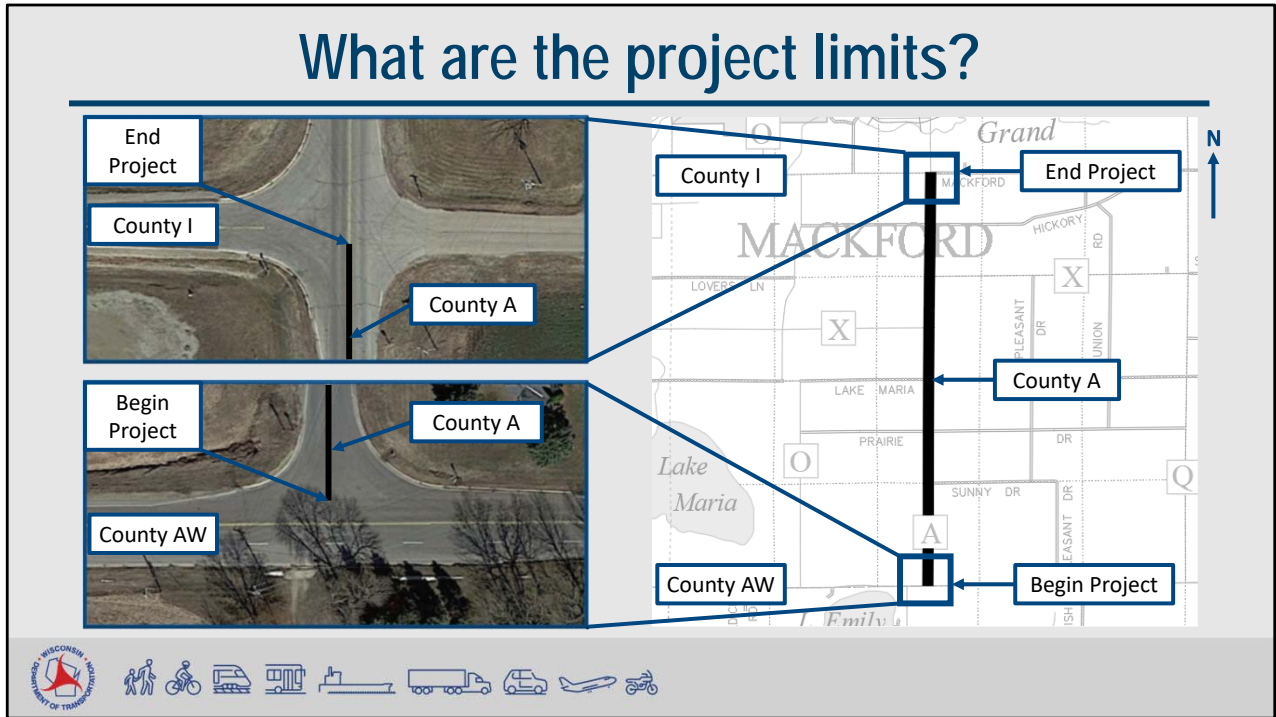 What are the project limits?
End
Project
County I
County A
Begin
Project
County A
County AW
Grand
O
County I
End Project
N
MACKFORD
MACKFORD
HICKORY
RD
LOVERS LN
X
X
PLEASANT
DR
UNION
County A
LAKE MARIA
PRAIRIE DR
O
Lake
Maria
Q
SUNNY DR
A
County AW
Begin Project
L. Emily
WISCONSIN
DEPARTMENT OF TRANSPORTATION